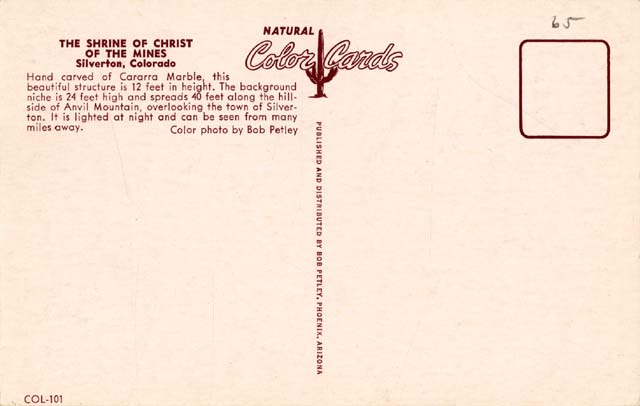 THE SHRINE OF CHRIST
OF THE MINES
Silverton, Colorado
Hand carved of Cararra Marble, this
beautiful structure is 12 feet in height. The background
niche is 24 feet high and spreads 40 feet along the hill-
side of Anvil Mountain, overlooking the town of Silver-
ton. It is lighted at night and can be seen from many
miles away.
Color photo by Bob Petley
NATURAL
Color Cards
PUBLISHED AND DISTRIBUTED BY BOB PETLEY, PHOENIX, ARIZONA
65
COL-101